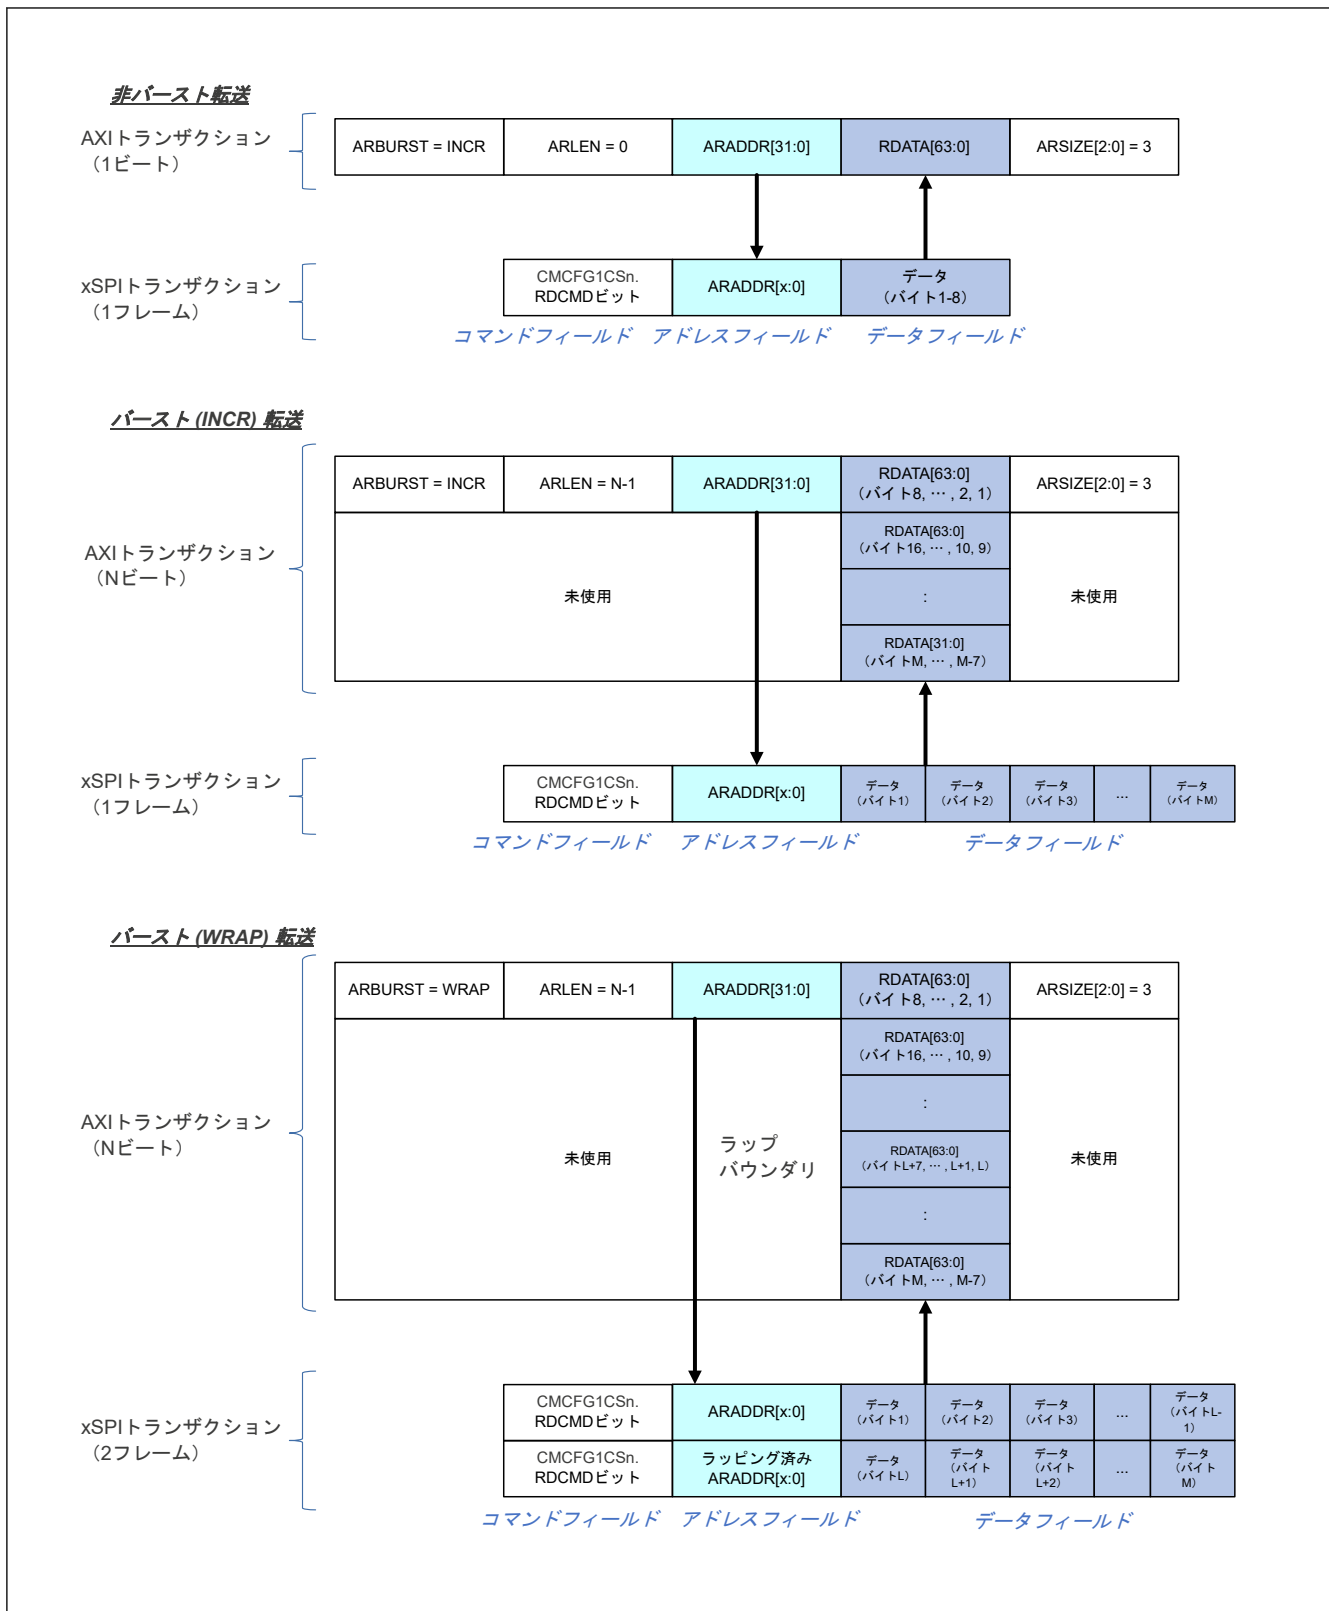 非バースト転送
AXIトランザクション
（1ビート）
ARBURST = INCR
ARLEN = 0
ARADDR[31:0]
RDATA[63:0]
ARSIZE[2:0] = 3
xSPIトランザクション
（1フレーム）
CMCFG1CSn.
RDCMDビット
ARADDR[x:0]
データ
（バイト1-8）
コマンドフィールド
アドレスフィールド
データフィールド
バースト (INCR) 転送
AXIトランザクション
（Nビート）
ARBURST = INCR
ARLEN = N-1
ARADDR[31:0]
RDATA[63:0]
（バイト8, … , 2, 1）
ARSIZE[2:0] = 3
未使用
RDATA[63:0]
（バイト16, … , 10, 9）
:
RDATA[31:0]
（バイトM, … , M-7）
未使用
xSPIトランザクション
（1フレーム）
CMCFG1CSn.
RDCMDビット
ARADDR[x:0]
データ
（バイト1）
データ
（バイト2）
データ
（バイト3）
...
データ
（バイトM）
コマンドフィールド
アドレスフィールド
データフィールド
バースト (WRAP) 転送
AXIトランザクション
（Nビート）
ARBURST = WRAP
ARLEN = N-1
ARADDR[31:0]
RDATA[63:0]
（バイト8, … , 2, 1）
ARSIZE[2:0] = 3
未使用
ラップ
バウンダリ
RDATA[63:0]
（バイト16, … , 10, 9）
:
RDATA[63:0]
（バイトL+7, … , L+1, L）
:
RDATA[63:0]
（バイトM, … , M-7）
未使用
xSPIトランザクション
（2フレーム）
CMCFG1CSn.
RDCMDビット
ARADDR[x:0]
データ
（バイト1）
データ
（バイト2）
データ
（バイト3）
...
データ
（バイトL-
1）
CMCFG1CSn.
RDCMDビット
ラッピング済み
ARADDR[x:0]
データ
（バイトL）
データ
（バイト
L+1）
データ
（バイト
L+2）
...
データ
（バイト
M）
コマンドフィールド
アドレスフィールド
データフィールド